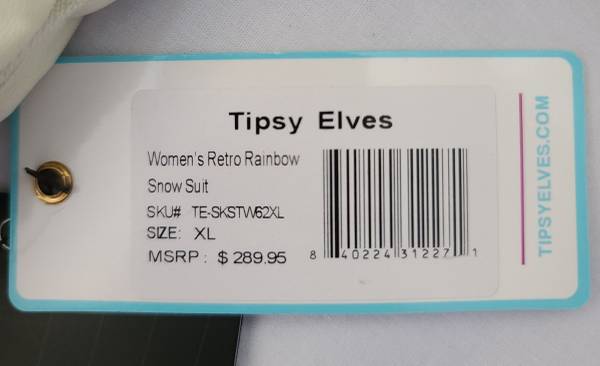 Tipsy Elves
Women's Retro Rainbow
Snow Suit
SKU# TE-SKSTW62XL
SIZE: XL
MSRP: $289.95
8 40224 31227 1
TIPSYELVES.COM